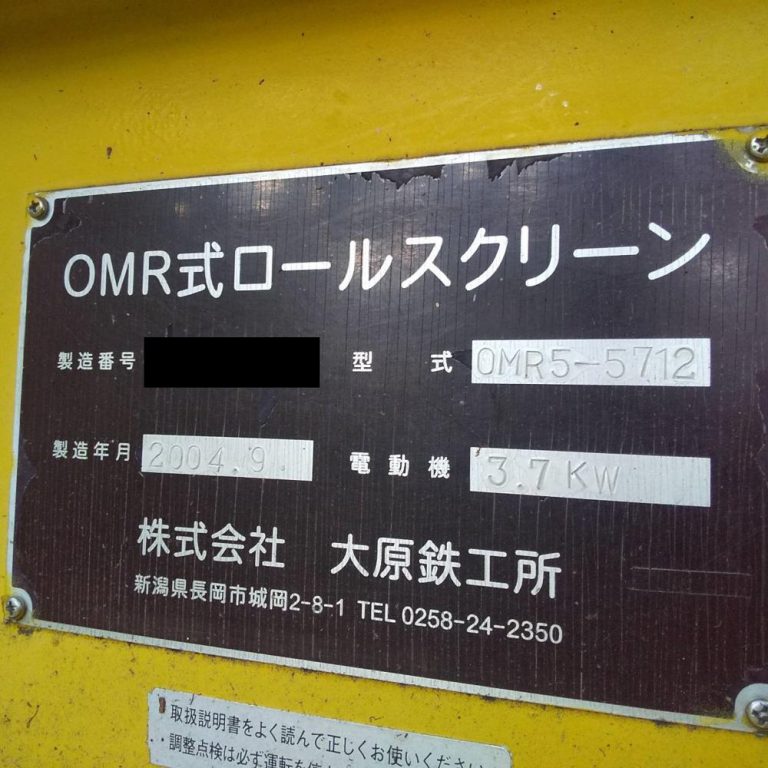 OMR式ロールスクリーン
製造番号 型式 OMR5-5712
製造年月 2004.9. 電動機 3.7KW
株式会社 大原鉄工所
新潟県長岡市城岡2-8-1 TEL 0258-24-2350
・取扱説明書をよく読んで正しくお使いください
・調整点検は必ず運転を